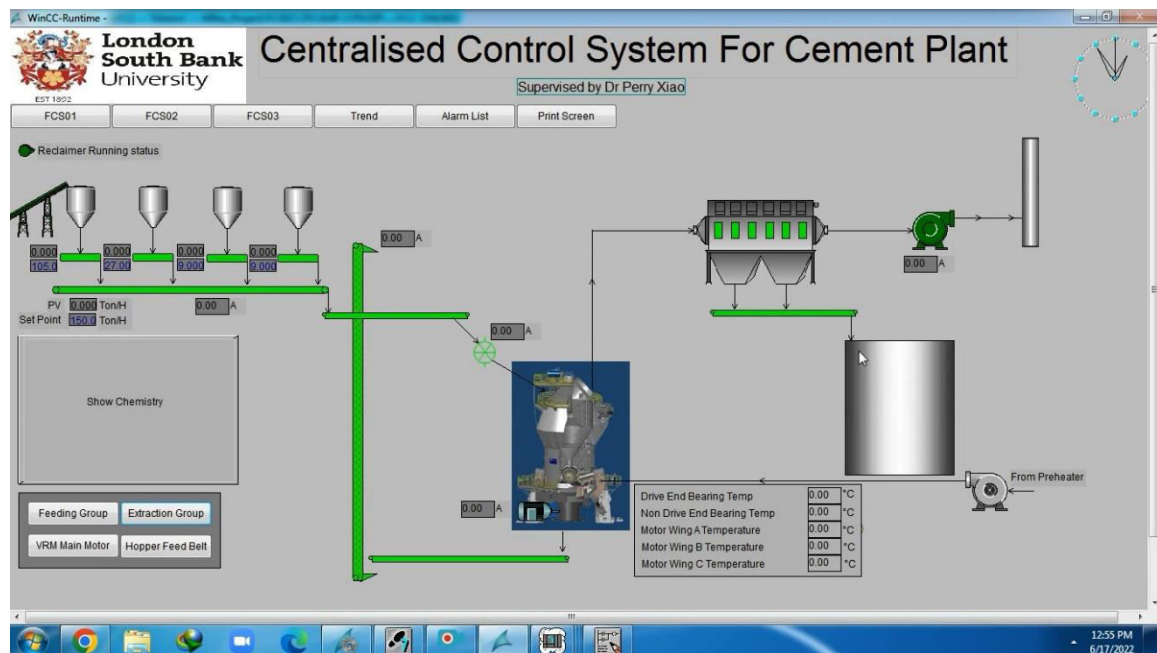 WinCC-Runtime -
London
South Bank
University
EST 1892
Centralised Control System For Cement Plant
Supervised by Dr Perry Xiao
FCS01
FCS02
FCS03
Trend
Alarm List
Print Screen
Reclaimer Running status
0.000
0.000
0.000
0.000
105.0
27.00
9.000
9.000
0.00 A
0.00 A
PV 0.000 Ton/H
0.00 A
Set Point 150.0 Ton/H
0.00 A
Show Chemistry
From Preheater
Feeding Group
Extraction Group
VRM Main Motor
Hopper Feed Belt
0.00 A
Drive End Bearing Temp 0.00 °C
Non Drive End Bearing Temp 0.00 °C
Motor Wing A Temperature 0.00 °C
Motor Wing B Temperature 0.00 °C
Motor Wing C Temperature 0.00 °C
12:55 PM
6/17/2022